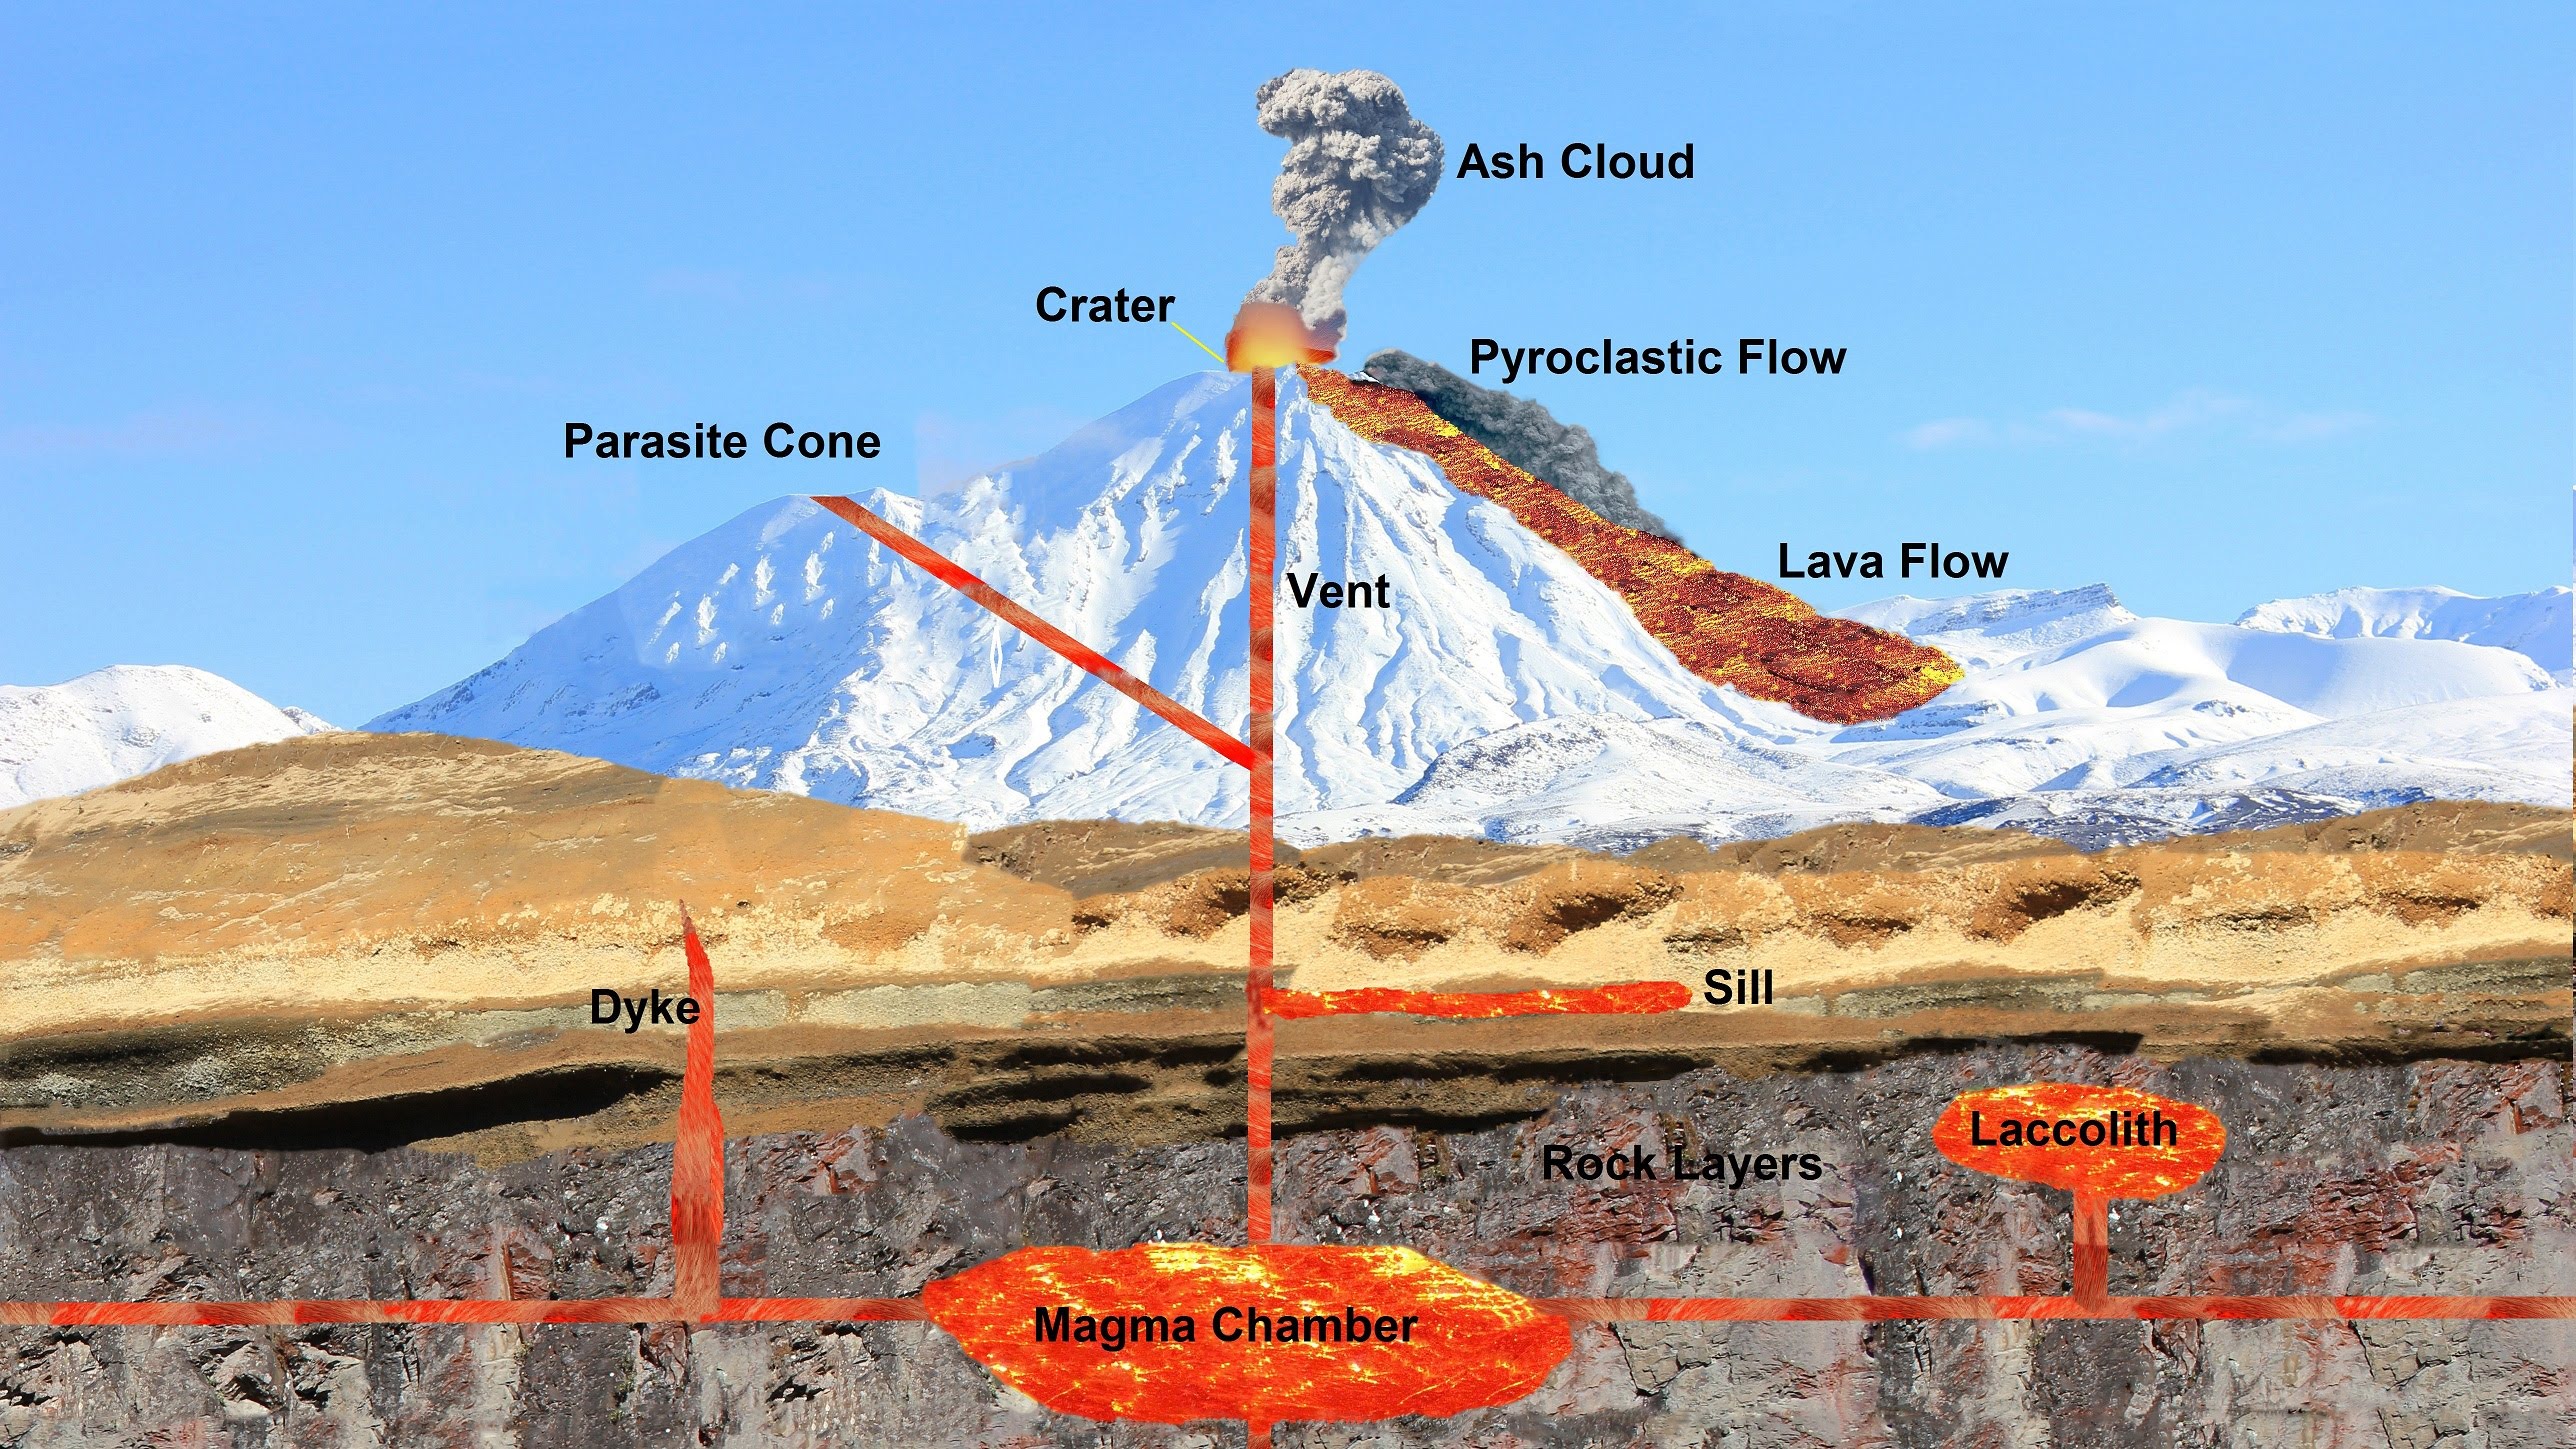 Ash Cloud
Crater
Pyroclastic Flow
Parasite Cone
Lava Flow
Vent
Sill
Dyke
Laccolith
Rock Layers
Magma Chamber